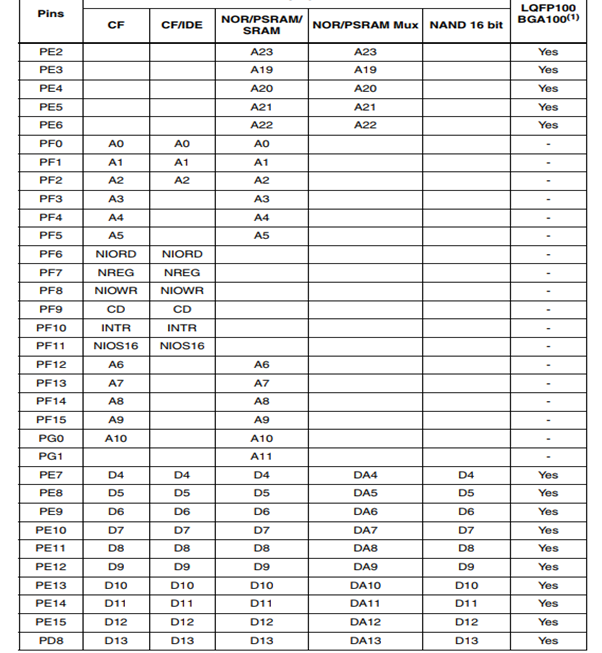 Pins CF CF/IDE NOR/PSRAM/ SRAM NOR/PSRAM Mux NAND 16 bit LQFP100 BGA100(1)
PE2 A23 A23 Yes
PE3 A19 A19 Yes
PE4 A20 A20 Yes
PE5 A21 A21 Yes
PE6 A22 A22 Yes
PF0 A0 A0 A0 -
PF1 A1 A1 A1 -
PF2 A2 A2 A2 -
PF3 A3 A3 -
PF4 A4 A4 -
PF5 A5 A5 -
PF6 NIORD NIORD -
PF7 NREG NREG -
PF8 NIOWR NIOWR -
PF9 CD CD -
PF10 INTR INTR -
PF11 NIOS16 NIOS16 -
PF12 A6 A6 -
PF13 A7 A7 -
PF14 A8 A8 -
PF15 A9 A9 -
PG0 A10 A10 -
PG1 A11 -
PE7 D4 D4 D4 DA4 D4 Yes
PE8 D5 D5 D5 DA5 D5 Yes
PE9 D6 D6 D6 DA6 D6 Yes
PE10 D7 D7 D7 DA7 D7 Yes
PE11 D8 D8 D8 DA8 D8 Yes
PE12 D9 D9 D9 DA9 D9 Yes
PE13 D10 D10 D10 DA10 D10 Yes
PE14 D11 D11 D11 DA11 D11 Yes
PE15 D12 D12 D12 DA12 D12 Yes
PD8 D13 D13 D13 DA13 D13 Yes